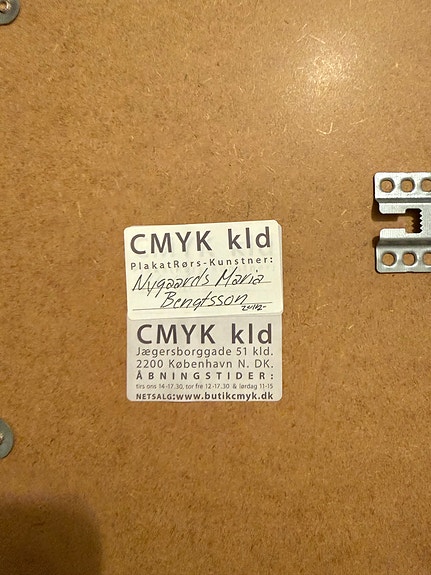 CMYK kld
PlakatRørs-Kunstner:
Nygaards Maria
Bengtsson
CMYK kld
Jægersborggade 51 kld.
2200 København N. DK.
ÅBNINGSTIDER:
tirs ons 14-17.30, tor fre 12-17.30 & lørdag 11-15
NETSALG:www.butikcmyk.dk